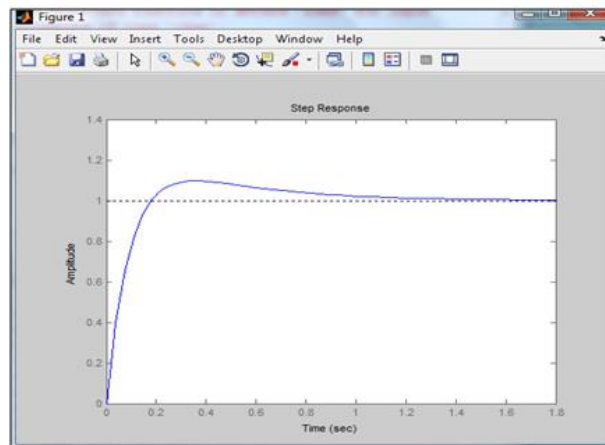 Figure 1
File Edit View Insert Tools Desktop Window Help
Step Response
1.4
1.2
1
0.8
0.6
0.4
0.2
0
Amplitude
0 0.2 0.4 0.6 0.8 1 1.2 1.4 1.6 1.8
Time (sec)